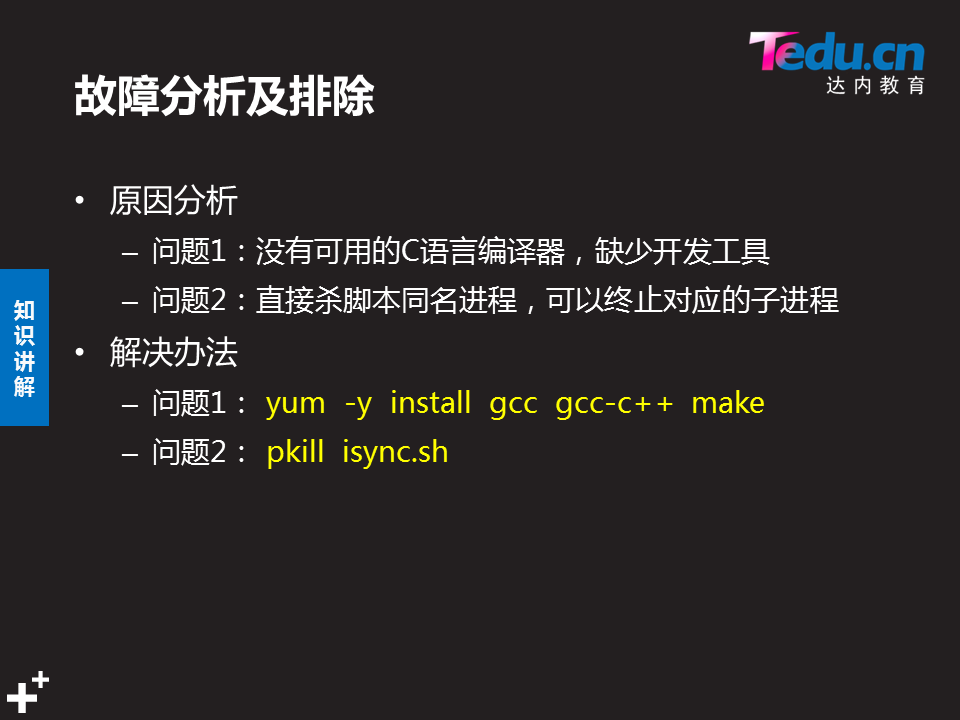 Tedu.cn
达内教育
故障分析及排除
• 原因分析
– 问题1：没有可用的C语言编译器，缺少开发工具
– 问题2：直接杀脚本同名进程，可以终止对应的子进程
知识讲解
• 解决办法
– 问题1： yum -y install gcc gcc-c++ make
– 问题2： pkill isync.sh